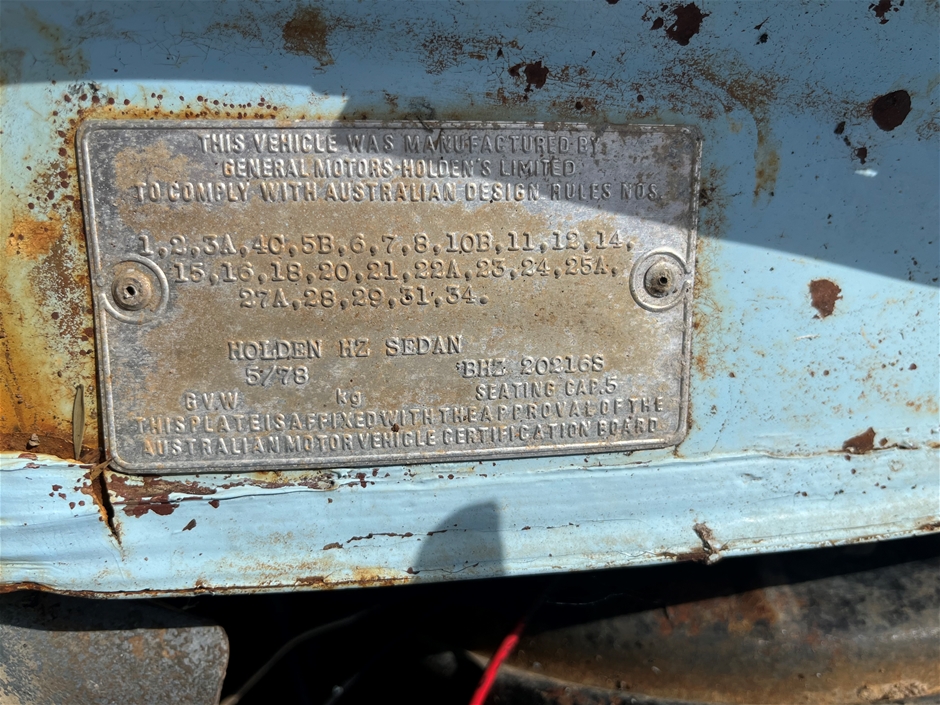 THIS VEHICLE WAS MANUFACTURED BY
GENERAL MOTORS-HOLDEN'S LIMITED
TO COMPLY WITH AUSTRALIAN DESIGN RULES NOS.
1,2,3A,4C,5B,6,7,8,10B,11,12,14,
15,16,18,20,21,22A,23,24,25A,
27A,28,29,31,34.
HOLDEN HZ SEDAN
5/78 BHZ 20216S
G V.W kg SEATING CAP. 5
THIS PLATE IS AFFIXED WITH THE APPROVAL OF THE
AUSTRALIAN MOTOR VEHICLE CERTIFICATION BOARD